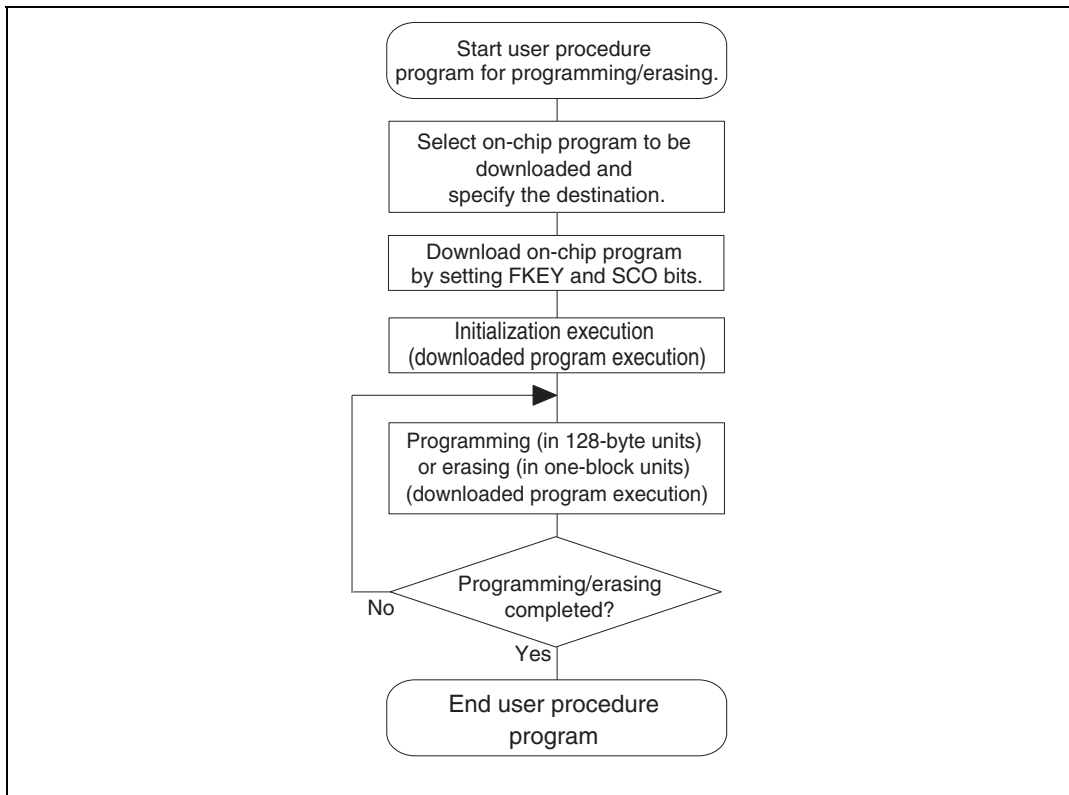 Start user procedure
program for programming/erasing.
Select on-chip program to be
downloaded and
specify the destination.
Download on-chip program
by setting FKEY and SCO bits.
Initialization execution
(downloaded program execution)
Programming (in 128-byte units)
or erasing (in one-block units)
(downloaded program execution)
Programming/erasing
completed?
No
Yes
End user procedure
program